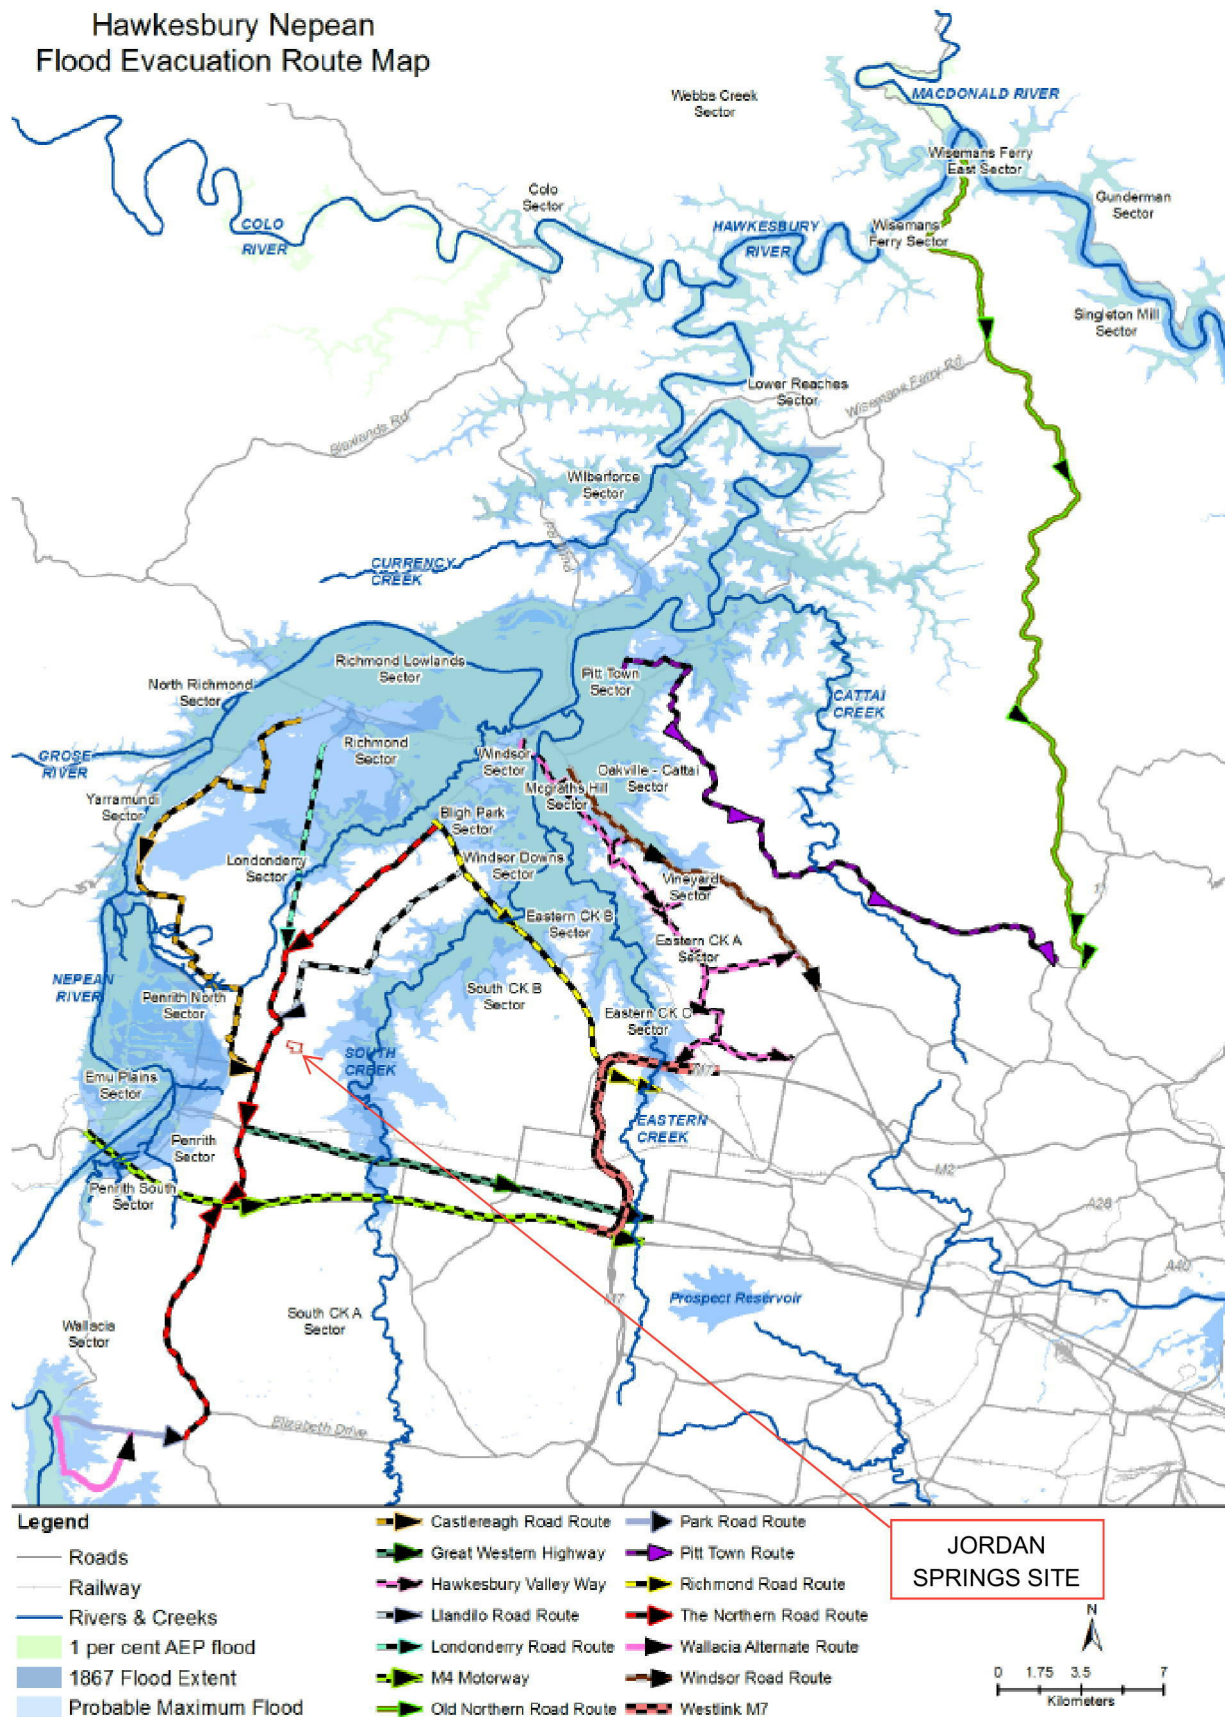 Hawkesbury Nepean
Flood Evacuation Route Map
MACDONALD RIVER
Webbs Creek
Sector
Wisemans Ferry
East Sector
Colo
Sector
Gunderman
Sector
COLO
RIVER
HAWKESBURY
RIVER
Wisemans
Ferry Sector
Singleton Mill
Sector
Lower Reaches
Sector
Wisemans Ferry Rd
Blaxlands Rd
Wilberforce
Sector
CURRENCY
CREEK
Richmond Lowlands
Sector
Pitt Town
Sector
North Richmond
Sector
CATTAI
CREEK
GROSE
RIVER
Richmond
Sector
Windsor
Sector
Oakville - Cattai
Sector
Mcgraths Hill
Sector
Yarramundi
Sector
Bligh Park
Sector
Londonderry
Sector
Windsor Downs
Sector
Vineyard
Sector
Eastern CK B
Sector
Eastern CK A
Sector
NEPEAN
RIVER
Penrith North
Sector
South CK B
Sector
Eastern CK C
Sector
SOUTH
CREEK
M7
Emu Plains
Sector
EASTERN
CREEK
Penrith
Sector
M2
Penrith South
Sector
A28
A40
Prospect Reservoir
M7
South CK A
Sector
Wallacia
Sector
Elizabeth Drive
Legend
Roads
Railway
Rivers & Creeks
1 per cent AEP flood
1867 Flood Extent
Probable Maximum Flood
Castlereagh Road Route
Great Western Highway
Hawkesbury Valley Way
Llandilo Road Route
Londonderry Road Route
M4 Motorway
Old Northern Road Route
Park Road Route
Pitt Town Route
Richmond Road Route
The Northern Road Route
Wallacia Alternate Route
Windsor Road Route
Westlink M7
JORDAN
SPRINGS SITE
N
0 1.75 3.5 7
Kilometers